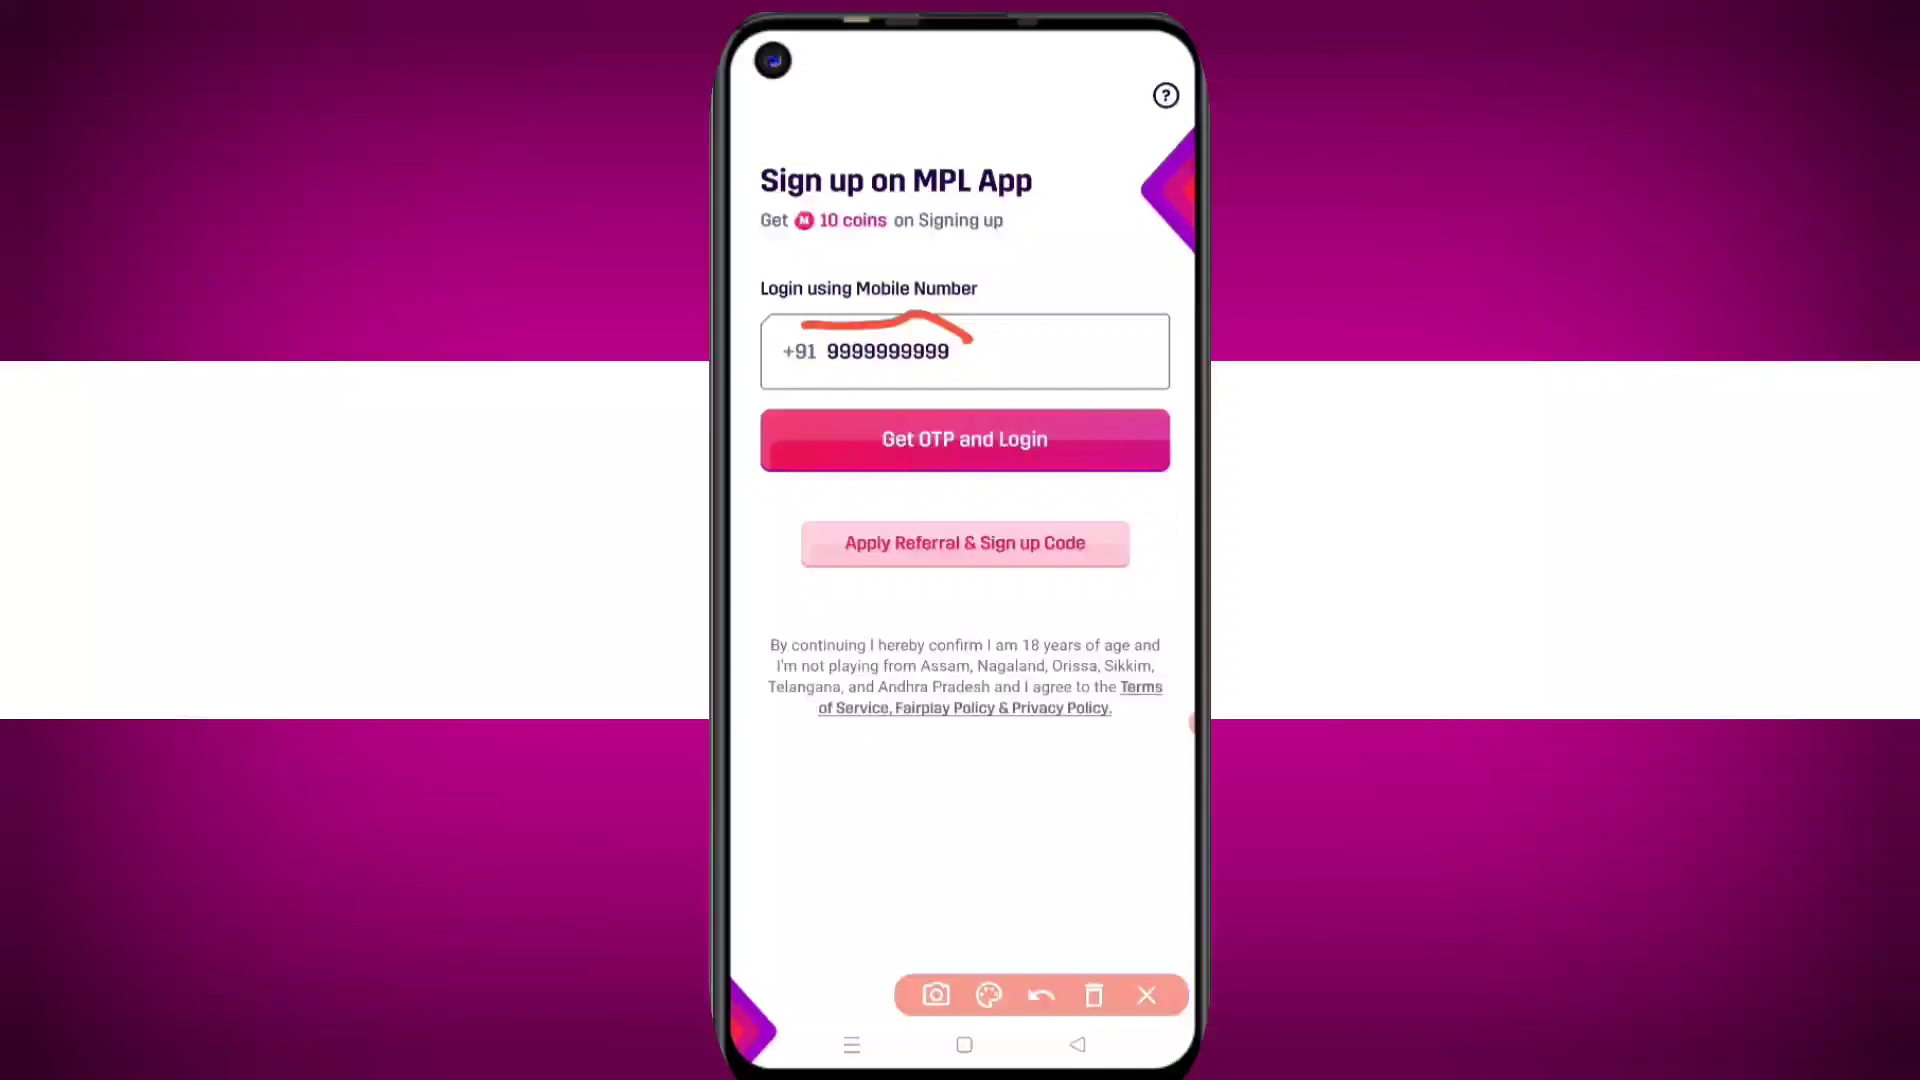 ?
Sign up on MPL App
Get M 10 coins on Signing up
Login using Mobile Number
+91 9999999999
Get OTP and Login
Apply Referral & Sign up Code
By continuing I hereby confirm I am 18 years of age and
I'm not playing from Assam, Nagaland, Orissa, Sikkim,
Telangana, and Andhra Pradesh and I agree to the Terms
of Service, Fairplay Policy & Privacy Policy.